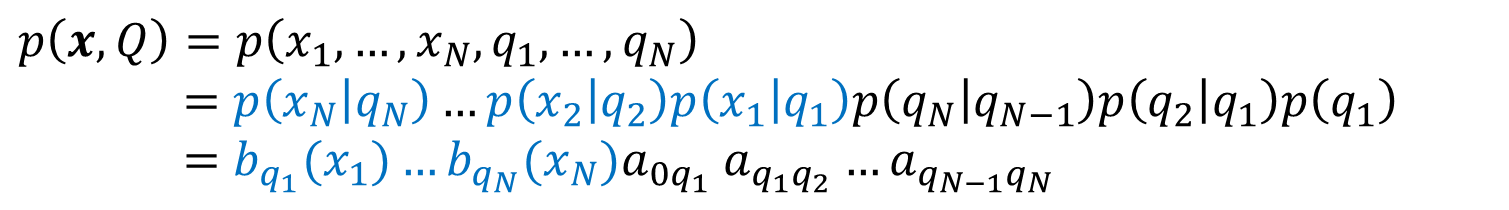 p(x, Q) = p(x₁, … , x_N, q₁, … , q_N)
= p(x_N|q_N) … p(x₂|q₂)p(x₁|q₁)p(q_N|q_{N−1})p(q₂|q₁)p(q₁)
= b_{q₁}(x₁) … b_{q_N}(x_N)a_{0q₁} a_{q₁q₂} … a_{q_{N−1}q_N}